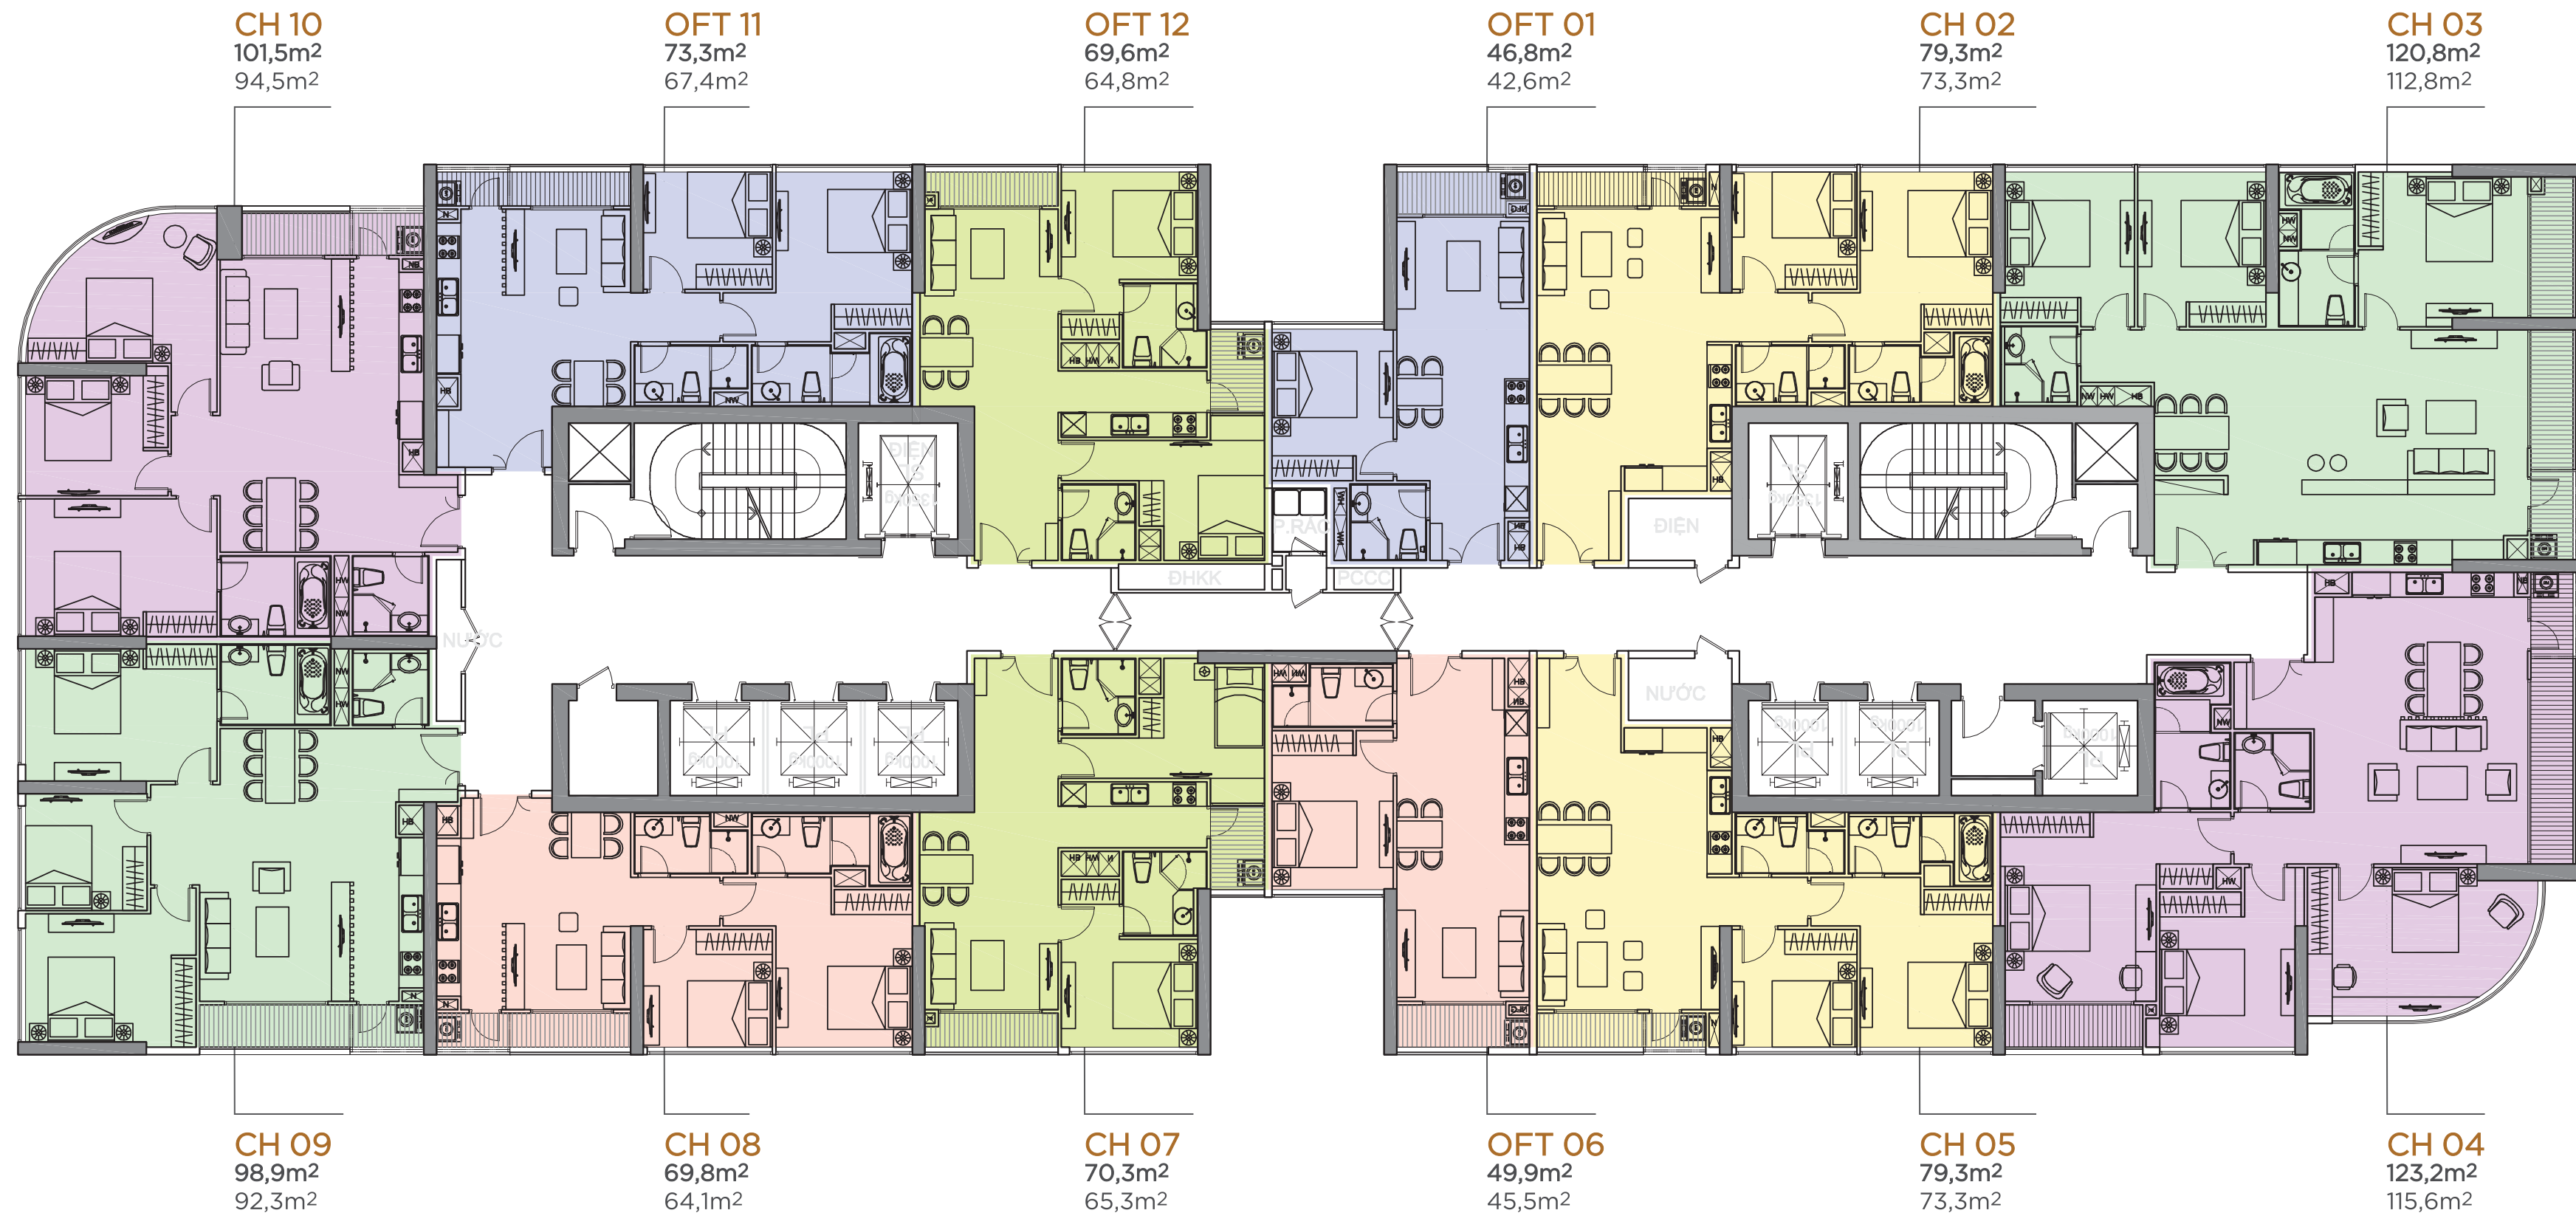 CH 10
101,5m²
94,5m²
OFT 11
73,3m²
67,4m²
OFT 12
69,6m²
64,8m²
OFT 01
46,8m²
42,6m²
CH 02
79,3m²
73,3m²
CH 03
120,8m²
112,8m²
ĐIỆN
P.RÁC
ĐIỆN
ĐHKK
PCCC
NƯỚC
NƯỚC
CH 09
98,9m²
92,3m²
CH 08
69,8m²
64,1m²
CH 07
70,3m²
65,3m²
OFT 06
49,9m²
45,5m²
CH 05
79,3m²
73,3m²
CH 04
123,2m²
115,6m²